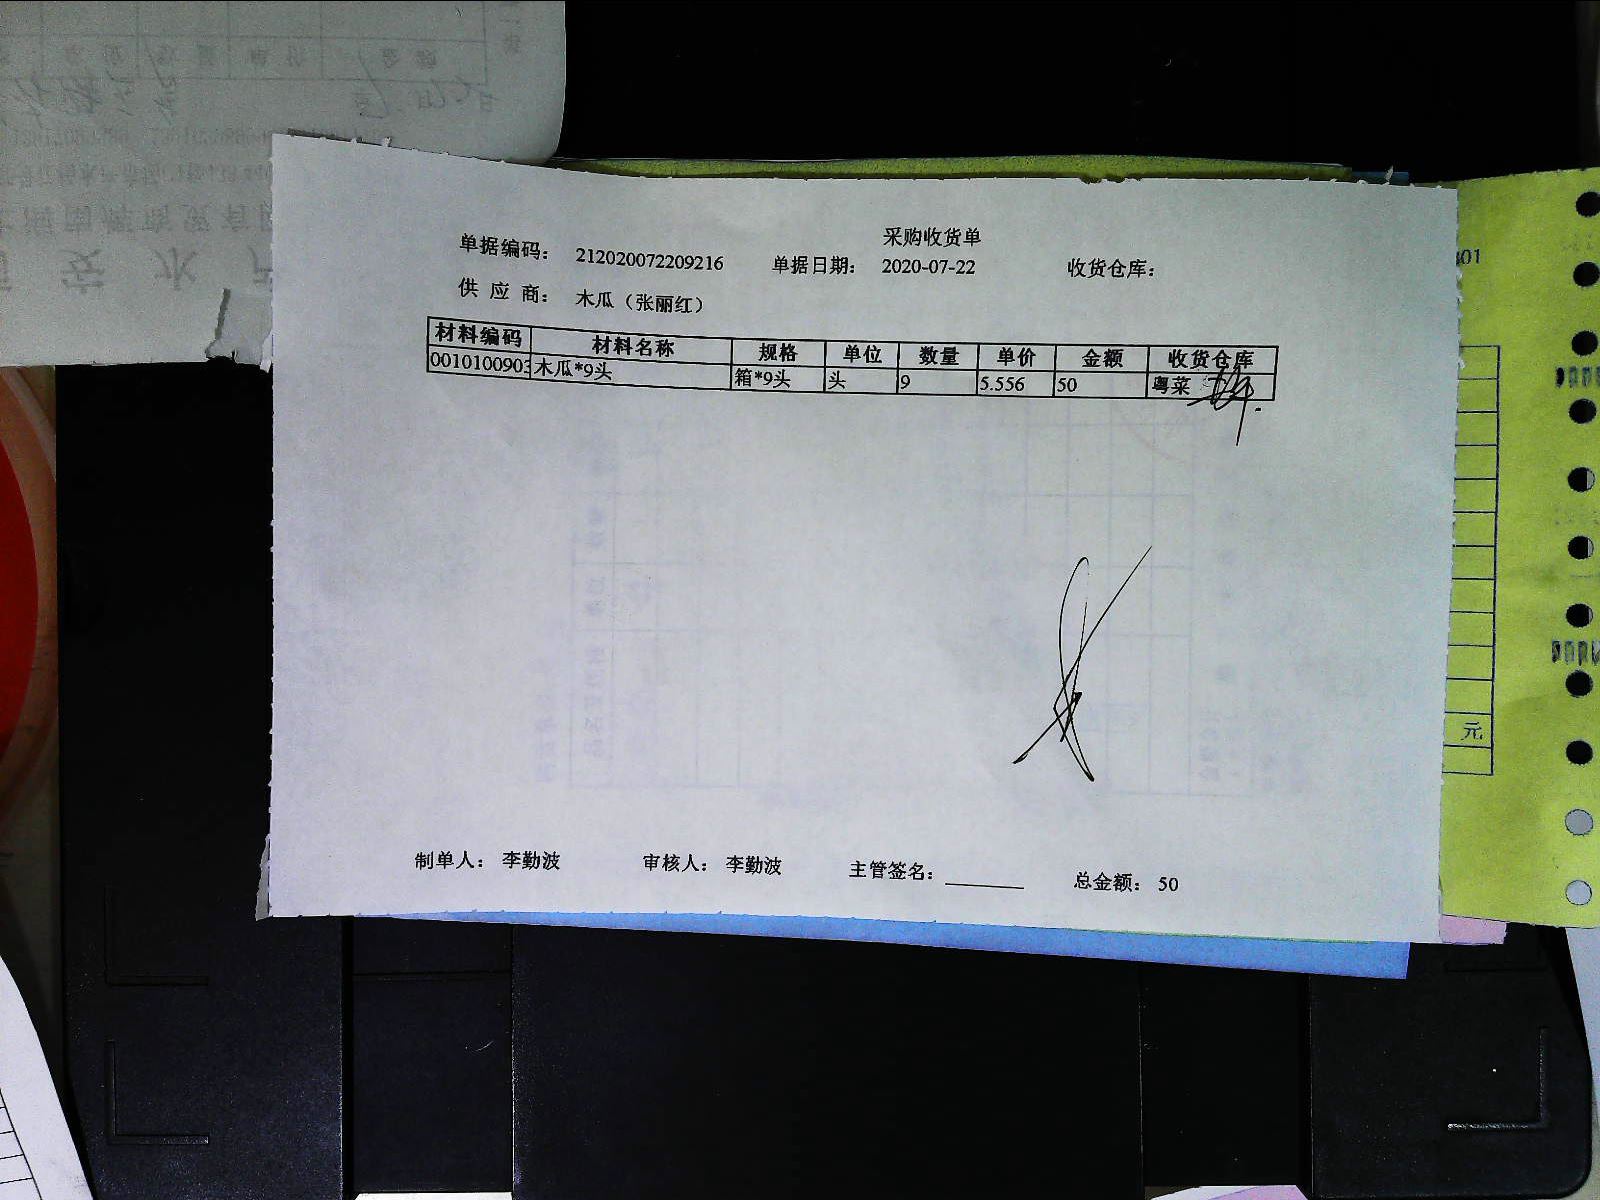 采购收货单
单据编码： 212020072209216 单据日期： 2020-07-22 收货仓库：
供 应 商： 木瓜（张丽红）
材料编码 材料名称 规格 单位 数量 单价 金额 收货仓库
0010100903 木瓜*9头 箱*9头 头 9 5.556 50 粤菜
制单人： 李勤波 审核人： 李勤波 主管签名： 总金额： 50
元